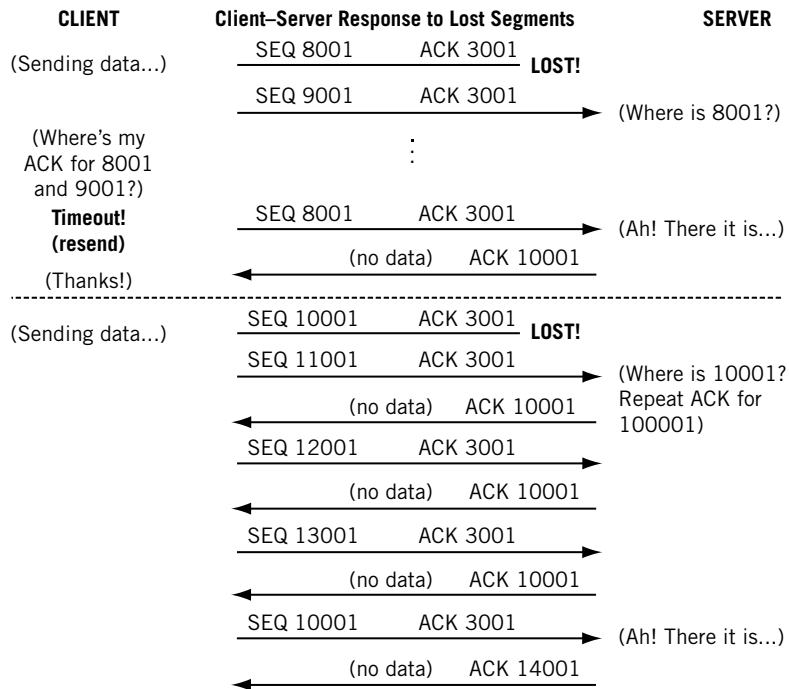 CLIENT Client–Server Response to Lost Segments SERVER
(Sending data...) SEQ 8001 ACK 3001 LOST!
SEQ 9001 ACK 3001
(Where is 8001?)
(Where's my
ACK for 8001
and 9001?)
Timeout!
(resend)
SEQ 8001 ACK 3001
(Ah! There it is...)
(no data) ACK 10001
(Thanks!)
(Sending data...) SEQ 10001 ACK 3001 LOST!
SEQ 11001 ACK 3001
(Where is 10001?
Repeat ACK for
100001)
(no data) ACK 10001
SEQ 12001 ACK 3001
(no data) ACK 10001
SEQ 13001 ACK 3001
(no data) ACK 10001
SEQ 10001 ACK 3001
(Ah! There it is...)
(no data) ACK 14001